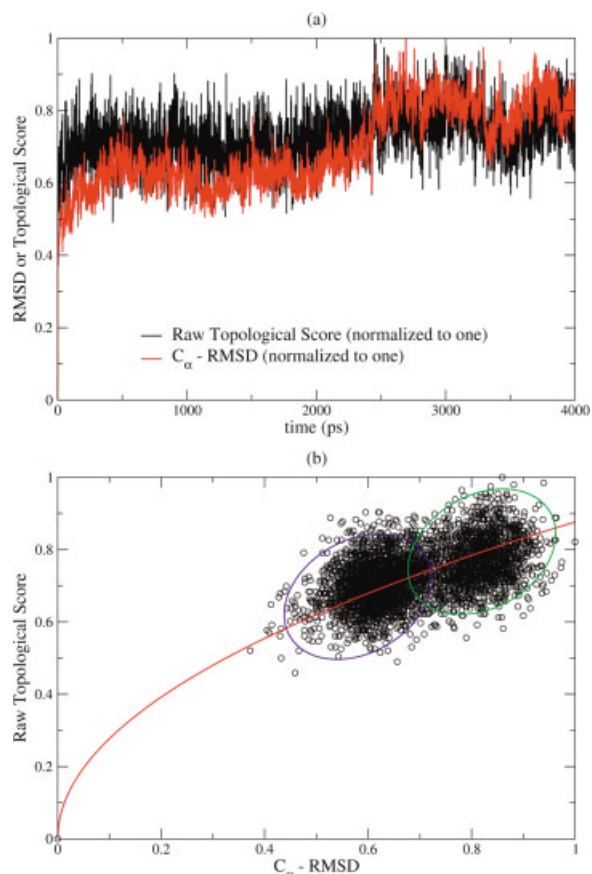 (a)
1
0.8
0.6
0.4
0.2
0
RMSD or Topological Score
Raw Topological Score (normalized to one)
Cα - RMSD (normalized to one)
0 1000 2000 3000 4000
time (ps)
(b)
1
0.8
0.6
0.4
0.2
0
Raw Topological Score
0 0.2 0.4 0.6 0.8 1
Cα - RMSD